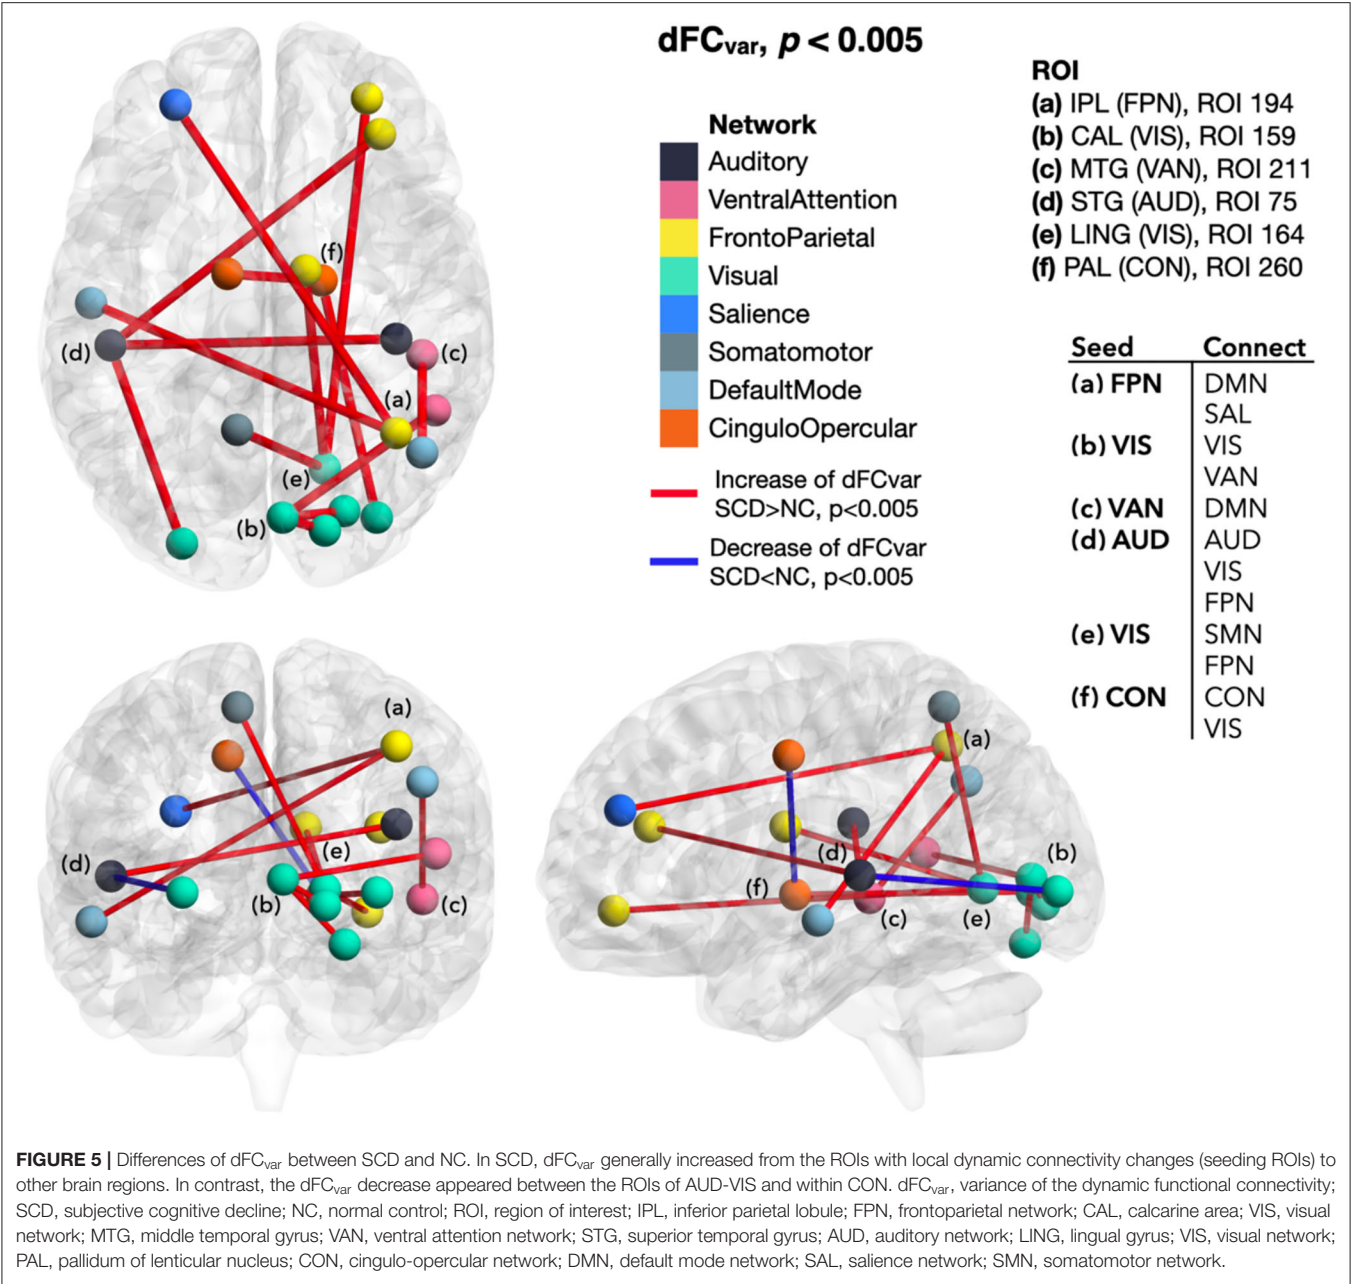 dFCvar, p < 0.005
ROI
(a) IPL (FPN), ROI 194
(b) CAL (VIS), ROI 159
(c) MTG (VAN), ROI 211
(d) STG (AUD), ROI 75
(e) LING (VIS), ROI 164
(f) PAL (CON), ROI 260
Network
Auditory
VentralAttention
FrontoParietal
Visual
Salience
Somatomotor
DefaultMode
CinguloOpercular
Increase of dFCvar
SCD>NC, p<0.005
Decrease of dFCvar
SCD<NC, p<0.005
Seed Connect
(a) FPN DMN
SAL
(b) VIS VIS
VAN
(c) VAN DMN
(d) AUD AUD
VIS
FPN
(e) VIS SMN
FPN
(f) CON CON
VIS
(f)
(d)
(c)
(a)
(e)
(b)
(a)
(d)
(e)
(b)
(c)
(a)
(d)
(b)
(f)
(c)
(e)
FIGURE 5 | Differences of dFCvar between SCD and NC. In SCD, dFCvar generally increased from the ROIs with local dynamic connectivity changes (seeding ROIs) to
other brain regions. In contrast, the dFCvar decrease appeared between the ROIs of AUD-VIS and within CON. dFCvar, variance of the dynamic functional connectivity;
SCD, subjective cognitive decline; NC, normal control; ROI, region of interest; IPL, inferior parietal lobule; FPN, frontoparietal network; CAL, calcarine area; VIS, visual
network; MTG, middle temporal gyrus; VAN, ventral attention network; STG, superior temporal gyrus; AUD, auditory network; LING, lingual gyrus; VIS, visual network;
PAL, pallidum of lenticular nucleus; CON, cingulo-opercular network; DMN, default mode network; SAL, salience network; SMN, somatomotor network.